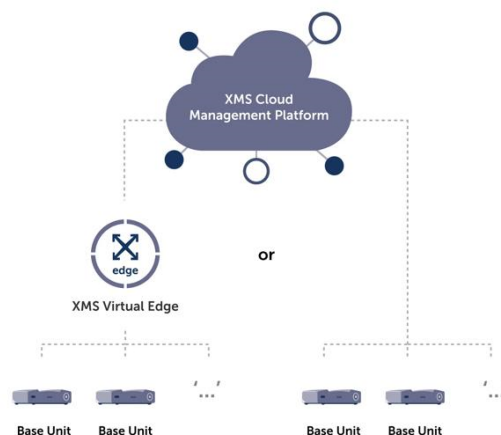 XMS Cloud
Management Platform
edge
or
XMS Virtual Edge
'...'
'...
Base Unit
Base Unit
Base Unit
Base Unit